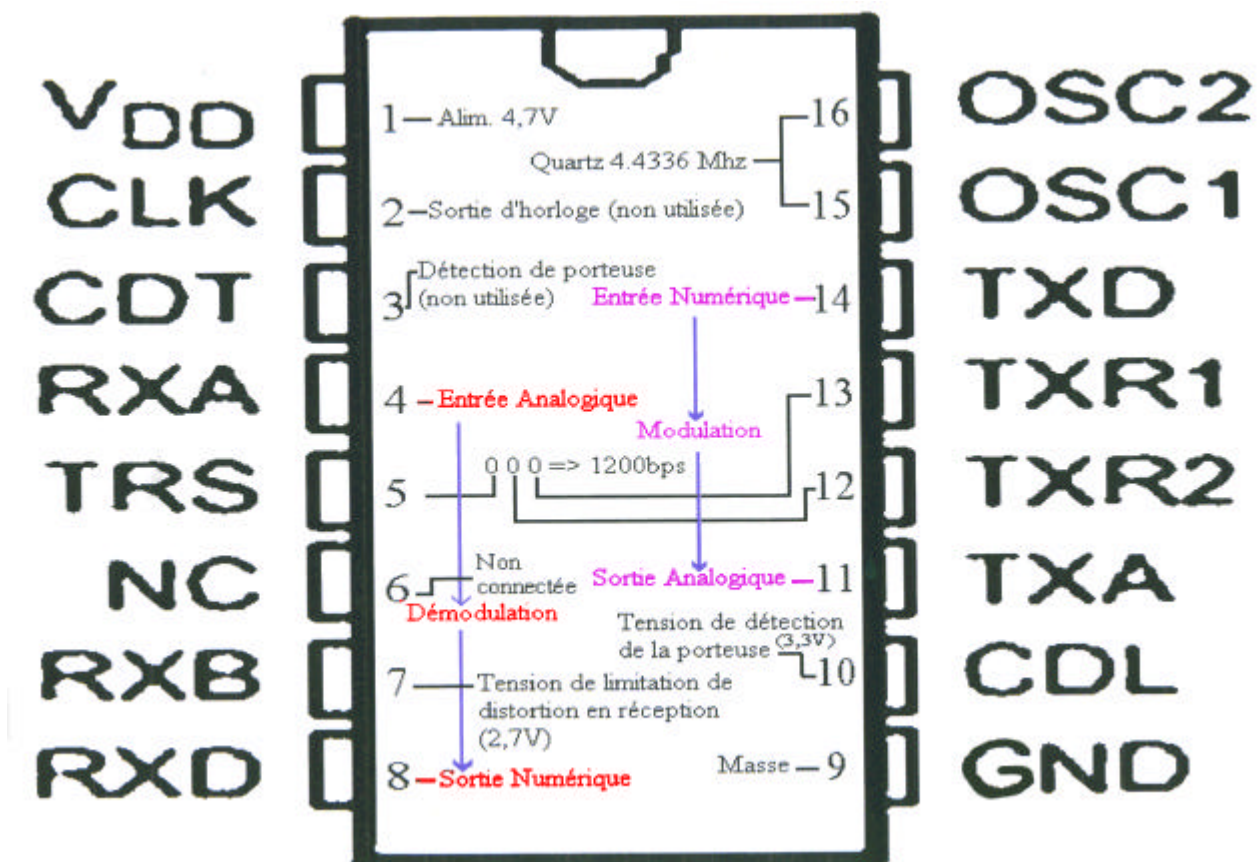 VDD
CLK
CDT
RXA
TRS
NC
RXB
RXD
1 Alim. 4,7V
2 Sortie d'horloge (non utilisée)
3 Détection de porteuse
(non utilisée)
4 Entrée Analogique
5 0 0 0 => 1200bps
6 Non
connectée
Démodulation
7 Tension de limitation de
distortion en réception
(2,7V)
8 Sortie Numérique
16
Quartz 4.4336 Mhz
15
Entrée Numérique 14
13
Modulation
12
Sortie Analogique 11
Tension de détection
de la porteuse (3,3V)
10
Masse 9
OSC2
OSC1
TXD
TXR1
TXR2
TXA
CDL
GND